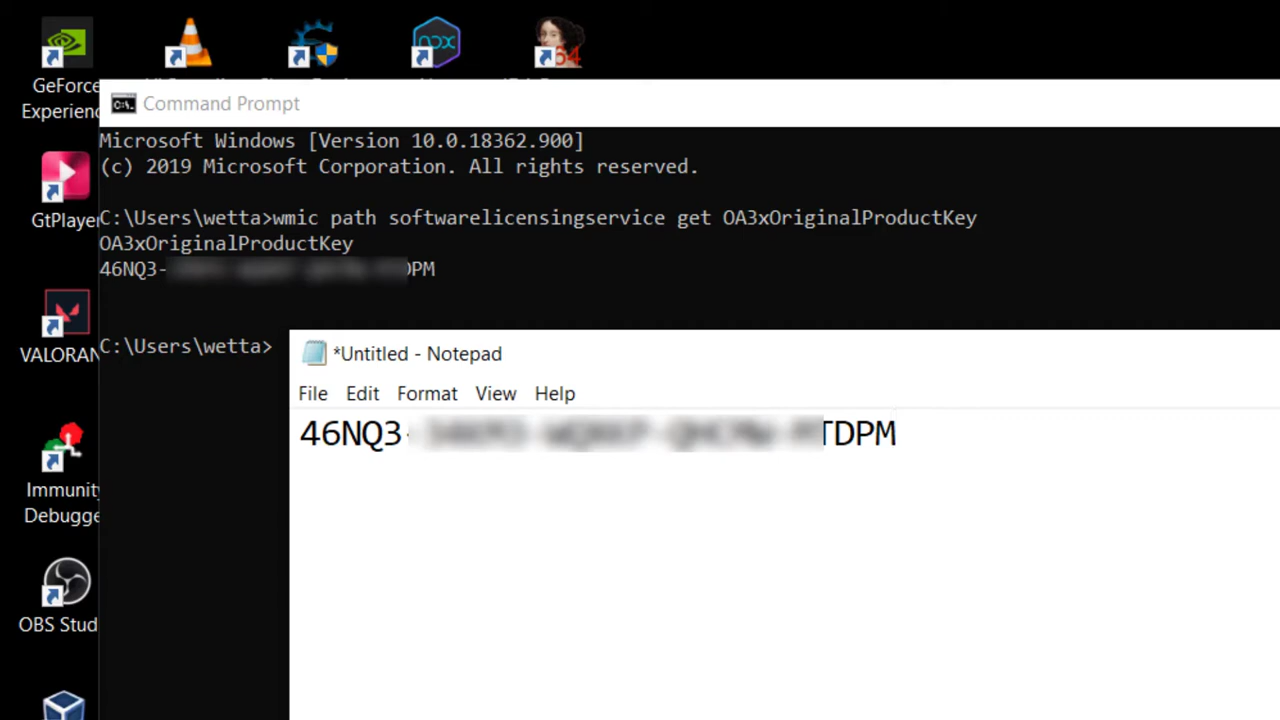 GeForce
Experienc
Command Prompt
Microsoft Windows [Version 10.0.18362.900]
(c) 2019 Microsoft Corporation. All rights reserved.
GtPlayer
C:\Users\wetta>wmic path softwarelicensingservice get OA3xOriginalProductKey
OA3xOriginalProductKey
46NQ3- DPM
VALORAN
C:\Users\wetta>
*Untitled - Notepad
File Edit Format View Help
46NQ3- TDPM
Immunity
Debugge
OBS Stud